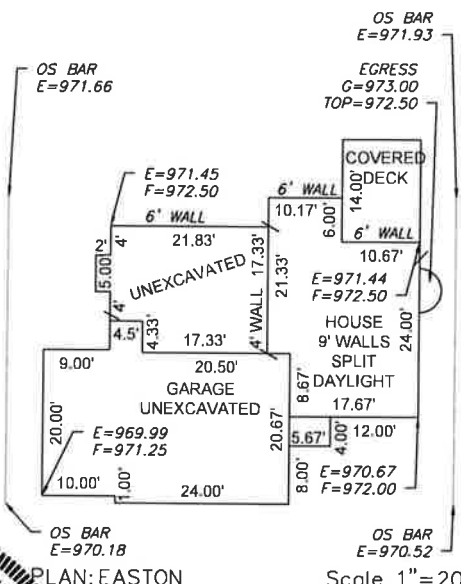 OS BAR
E=971.93
OS BAR
E=971.66
EGRESS
G=973.00
TOP=972.50
COVERED
DECK
14.00'
E=971.45
F=972.50
6' WALL
10.17'
6.00'
6' WALL
21.83'
6' WALL
10.67'
2'
4'
5.00'
UNEXCAVATED
17.33'
21.33'
4' WALL
E=971.44
F=972.50
4'
4.5'
4.33'
17.33'
HOUSE
9' WALLS
SPLIT
DAYLIGHT
24.00'
9.00'
20.50'
GARAGE
UNEXCAVATED
8.67'
17.67'
20.00'
20.67'
5.67'
4.00'
12.00'
E=969.99
F=971.25
10.00'
1.00'
24.00'
8.00'
E=970.67
F=972.00
OS BAR
E=970.18
OS BAR
E=970.52
PLAN: EASTON
Scale 1"=20